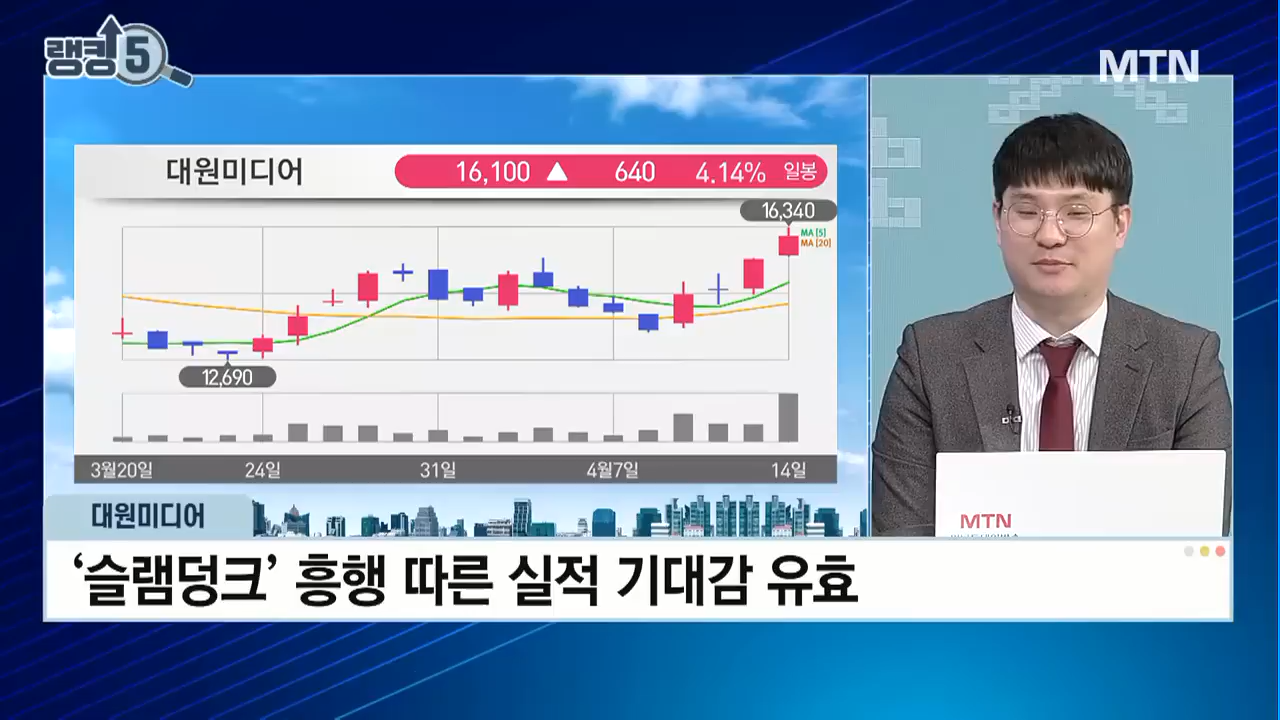 랭킹5
MTN
대원미디어
16,100 ▲ 640 4.14% 일봉
16,340
MA [5]
MA [20]
12,690
3월20일 24일 31일 4월7일 14일
대원미디어
MTN
‘슬램덩크’ 흥행 따른 실적 기대감 유효